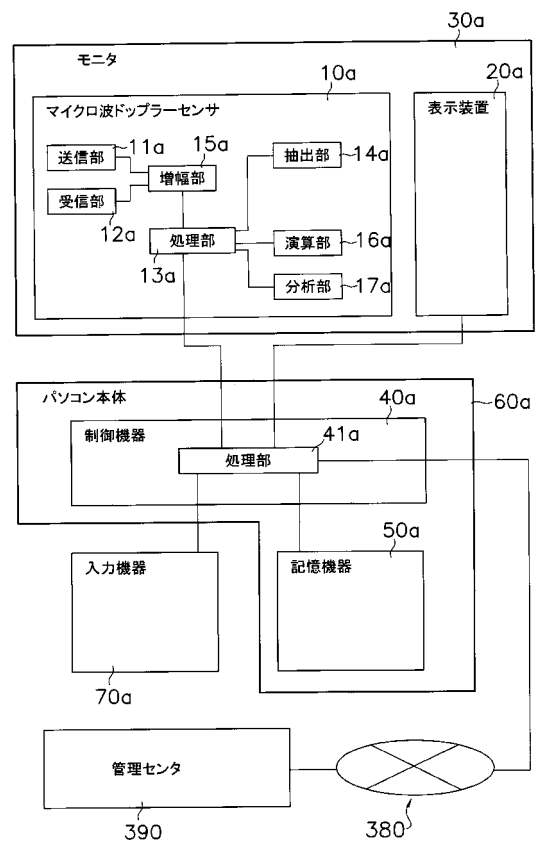 30a
モニタ
10a
20a
マイクロ波ドップラーセンサ
表示装置
送信部
11a
15a
抽出部
14a
増幅部
受信部
12a
処理部
13a
演算部
16a
分析部
17a
パソコン本体
60a
40a
制御機器
41a
処理部
50a
入力機器
記憶機器
70a
管理センタ
390
380